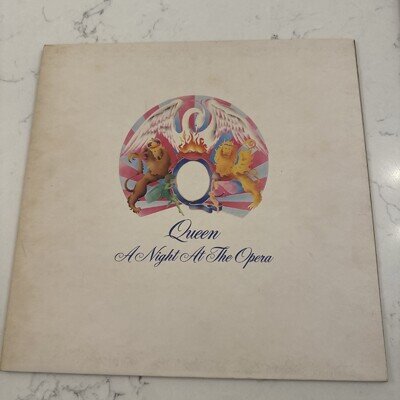 Queen
A Night At The Opera